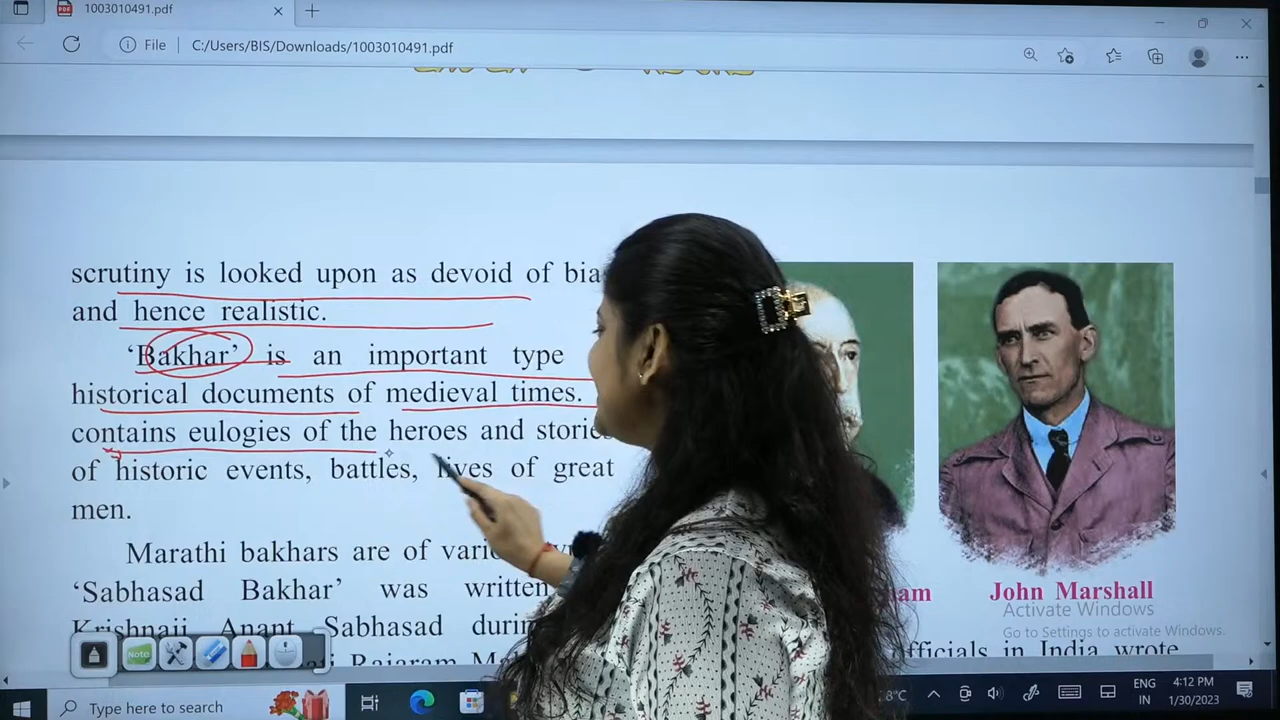 1003010491.pdf
File
C:/Users/BIS/Downloads/1003010491.pdf
scrutiny is looked upon as devoid of
and hence realistic.
‘Bakhar’ is an important type
historical documents of medieval times.
contains eulogies of the heroes and stories
of historic events, battles, lives of great
men.
Marathi bakhars are of
‘Sabhasad Bakhar’ was written
Krishnaji Anant Sabhasad
Rajaram
John Marshall
Activate Windows
Go to Settings to activate Windows.
officials in India wrote
Note
Type here to search
ENG
IN
4:12 PM
1/30/2023